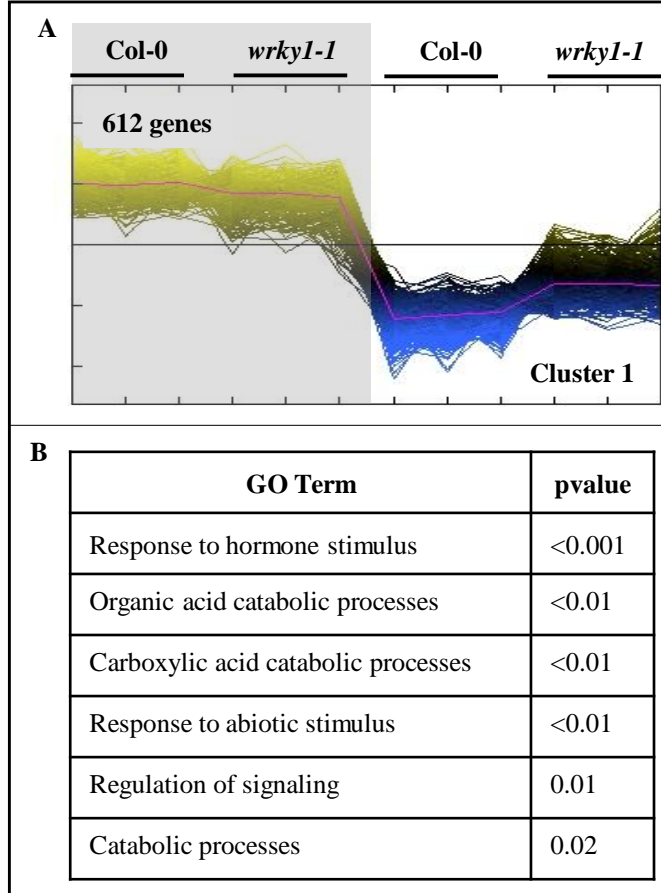 A
Col-0 wrky1-1 Col-0 wrky1-1
612 genes
Cluster 1
B
GO Term pvalue
Response to hormone stimulus <0.001
Organic acid catabolic processes <0.01
Carboxylic acid catabolic processes <0.01
Response to abiotic stimulus <0.01
Regulation of signaling 0.01
Catabolic processes 0.02